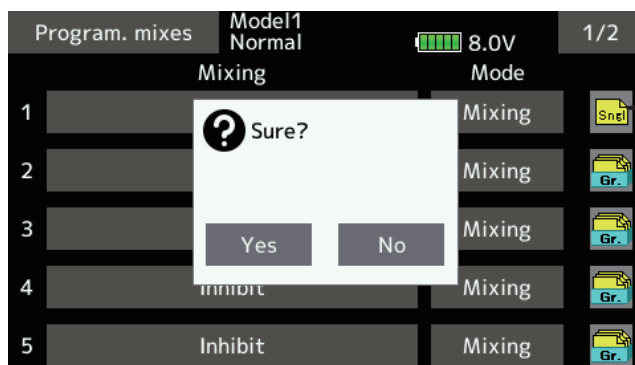 Program. mixes Model1 Normal 8.0V 1/2
Mixing Mode
1 Mixing Sngl
Sure?
2 Mixing Gr.
3 Mixing Gr.
Yes No
4 Inhibit Mixing Gr.
5 Inhibit Mixing Gr.